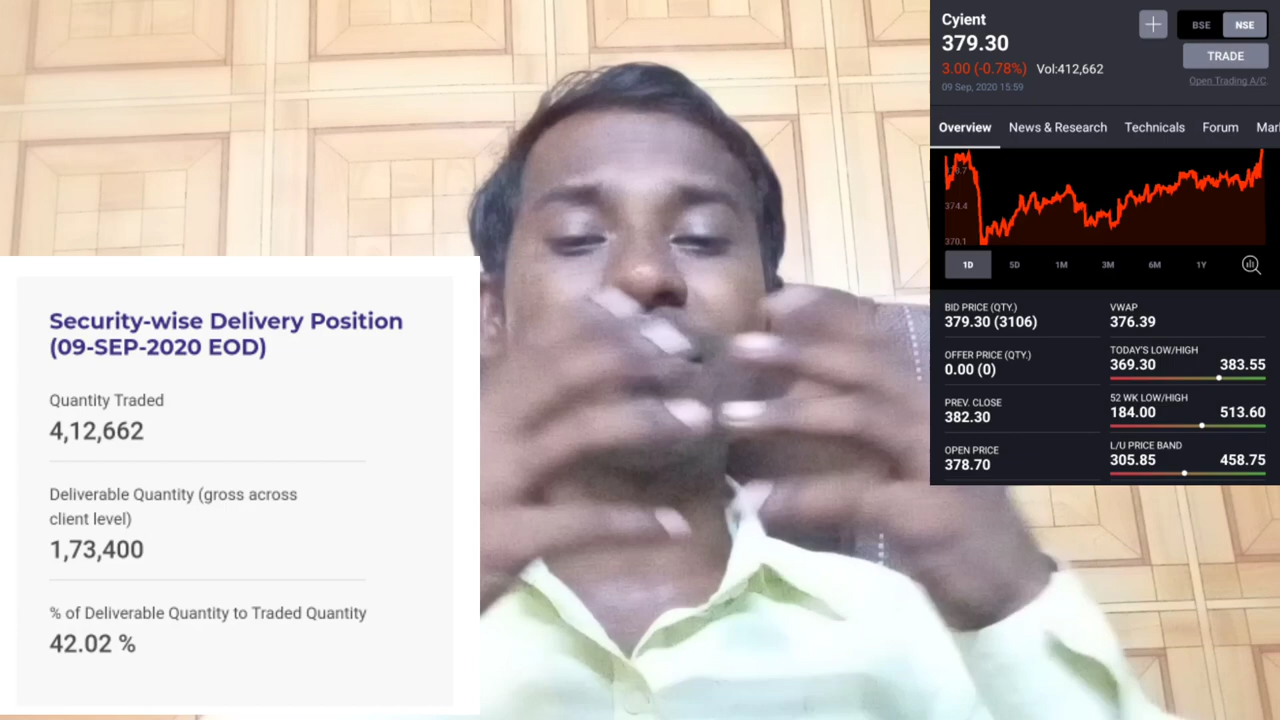 Security-wise Delivery Position
(09-SEP-2020 EOD)
Quantity Traded
4,12,662
Deliverable Quantity (gross across
client level)
1,73,400
% of Deliverable Quantity to Traded Quantity
42.02 %
Cyient
379.30
3.00 (-0.78%) Vol:412,662
09 Sep, 2020 15:59
BSE NSE
TRADE
Open Trading A/C
Overview News & Research Technicals Forum Mar
374.4
370.1
1D 5D 1M 3M 6M 1Y
BID PRICE (QTY.)
379.30 (3106)
OFFER PRICE (QTY.)
0.00 (0)
PREV. CLOSE
382.30
OPEN PRICE
378.70
VWAP
376.39
TODAY'S LOW/HIGH
369.30 383.55
52 WK LOW/HIGH
184.00 513.60
L/U PRICE BAND
305.85 458.75